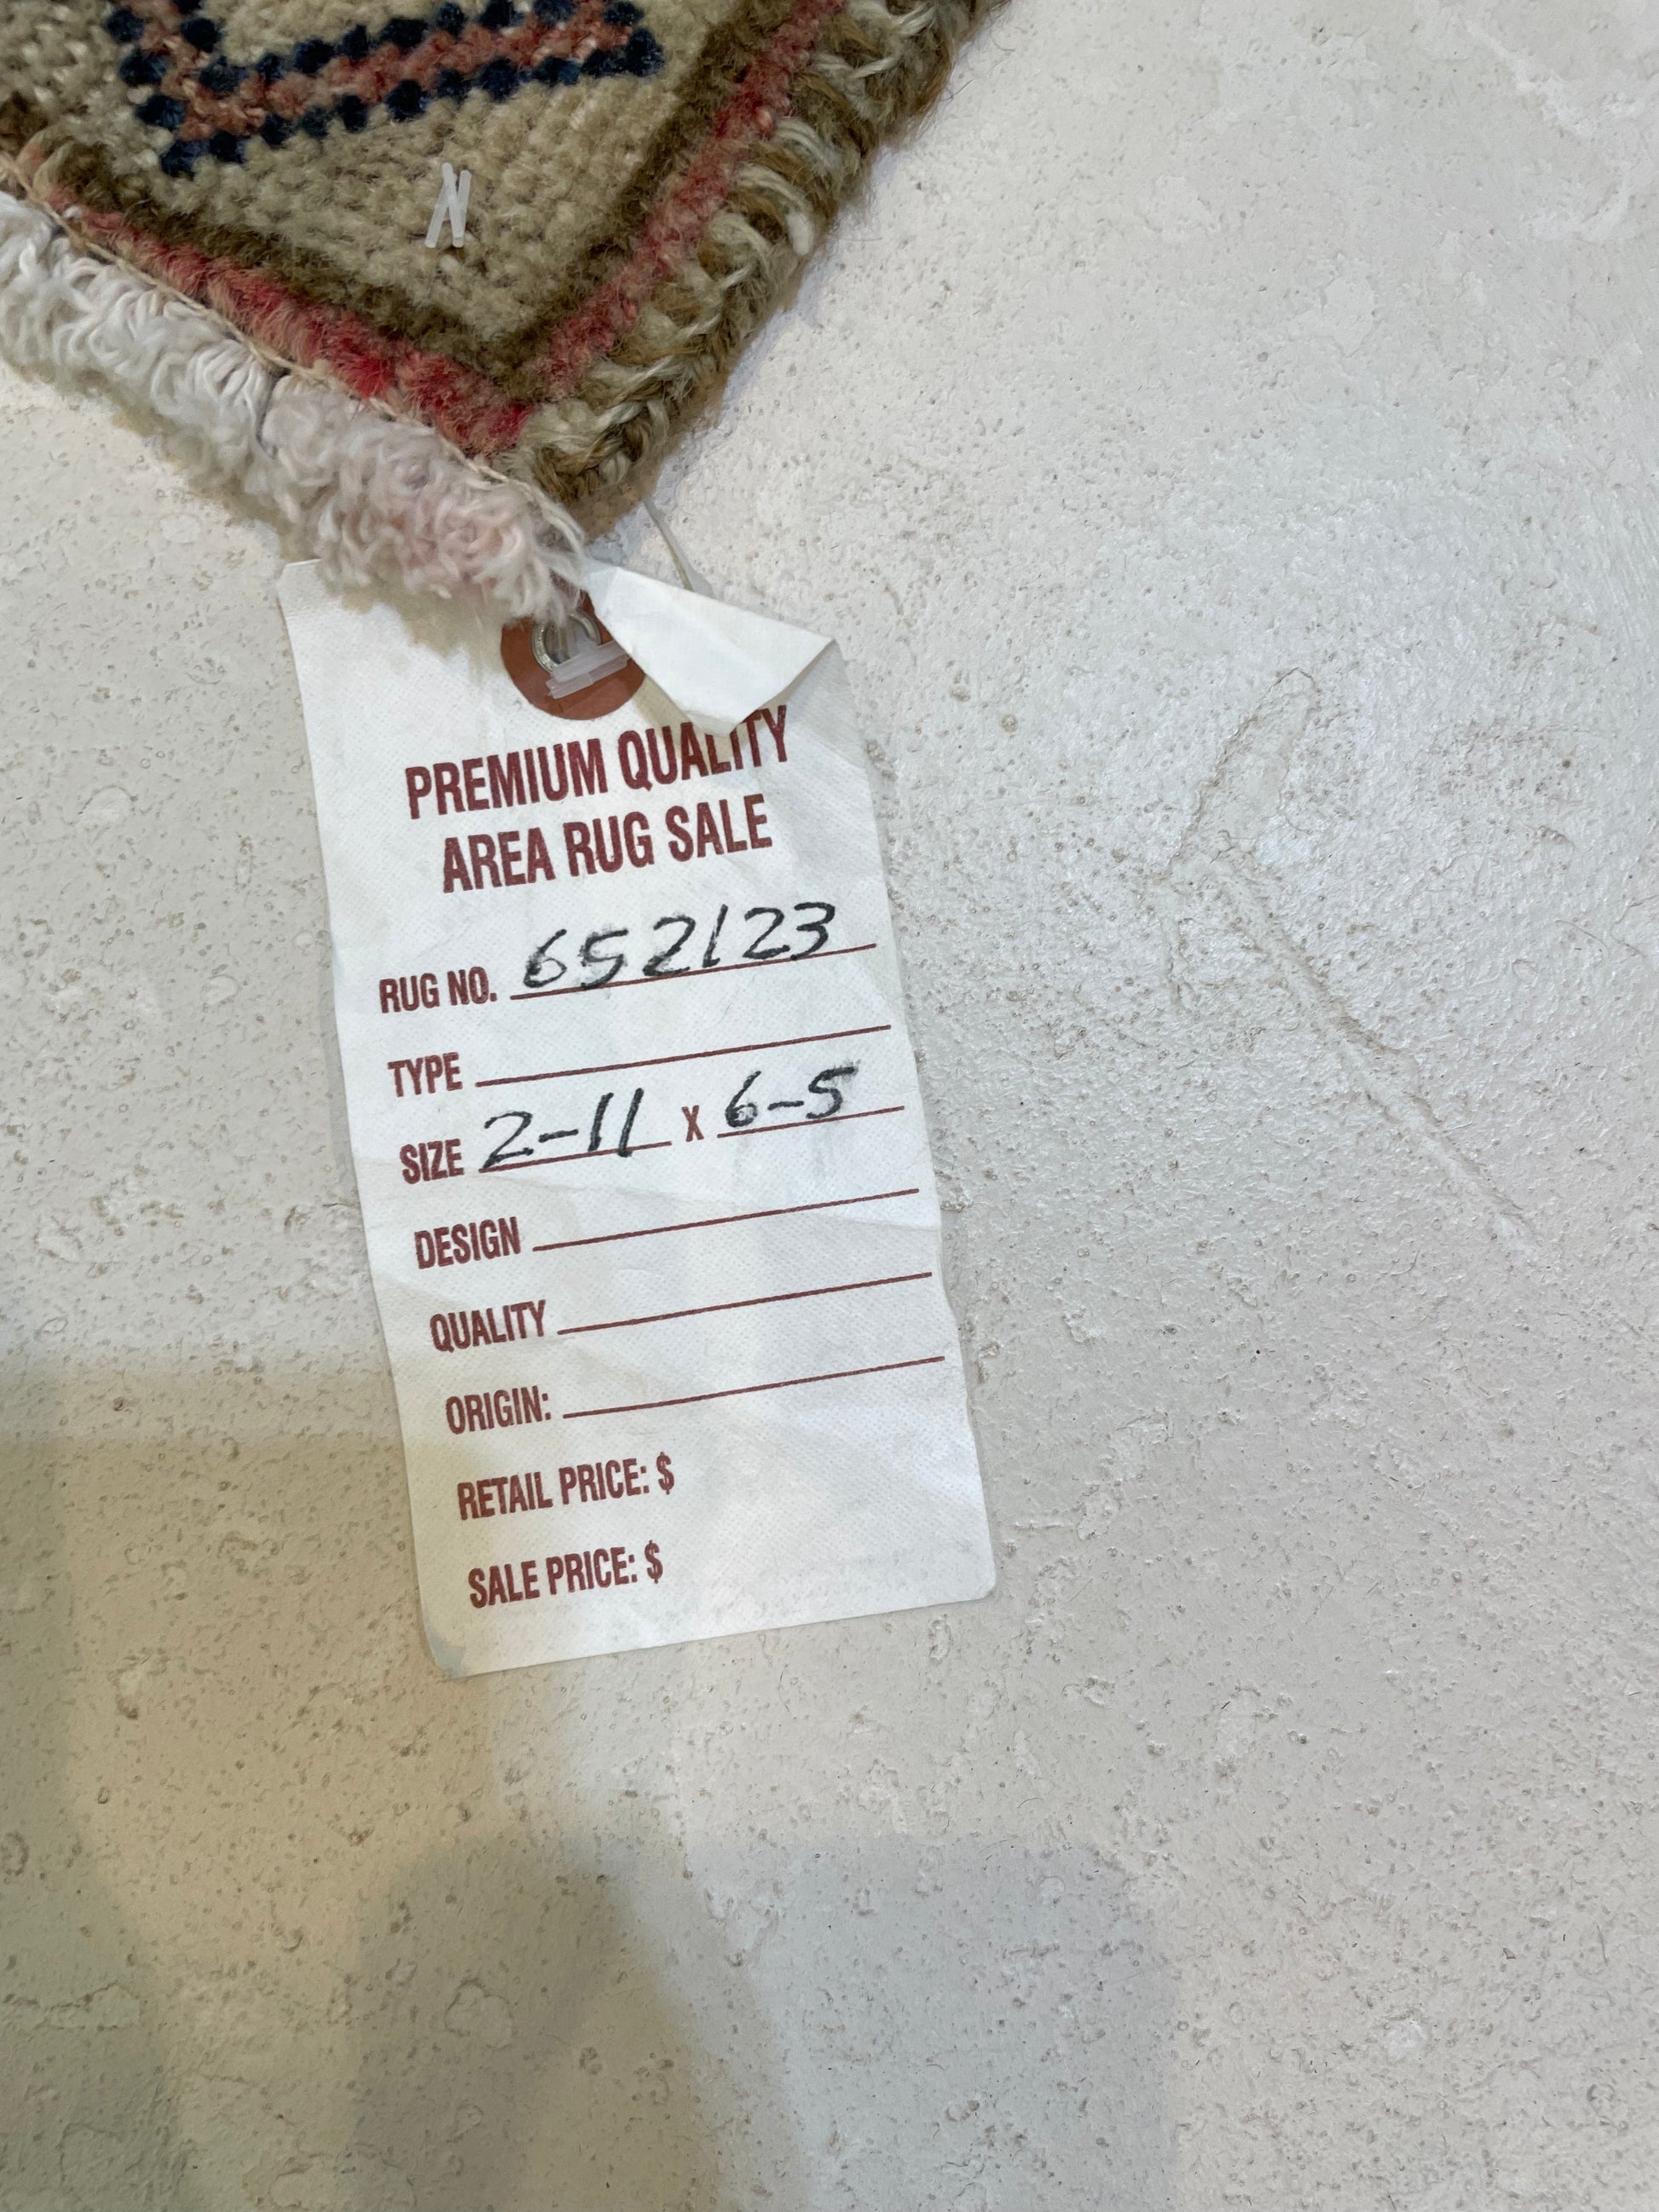 PREMIUM QUALITY
AREA RUG SALE
RUG NO. 652123
TYPE
SIZE 2-11 X 6-5
DESIGN
QUALITY
ORIGIN:
RETAIL PRICE: $
SALE PRICE: $